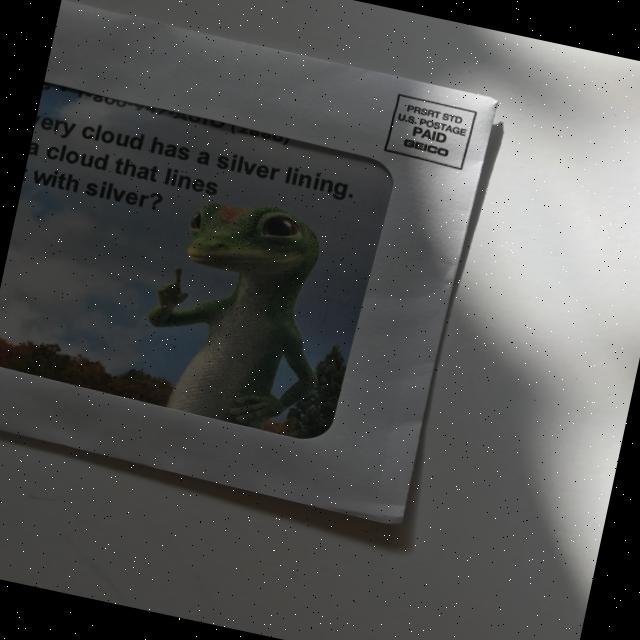 ery cloud has a silver lining.
a cloud that lines
with silver?
PRSRT STD
U.S. POSTAGE
PAID
GEICO